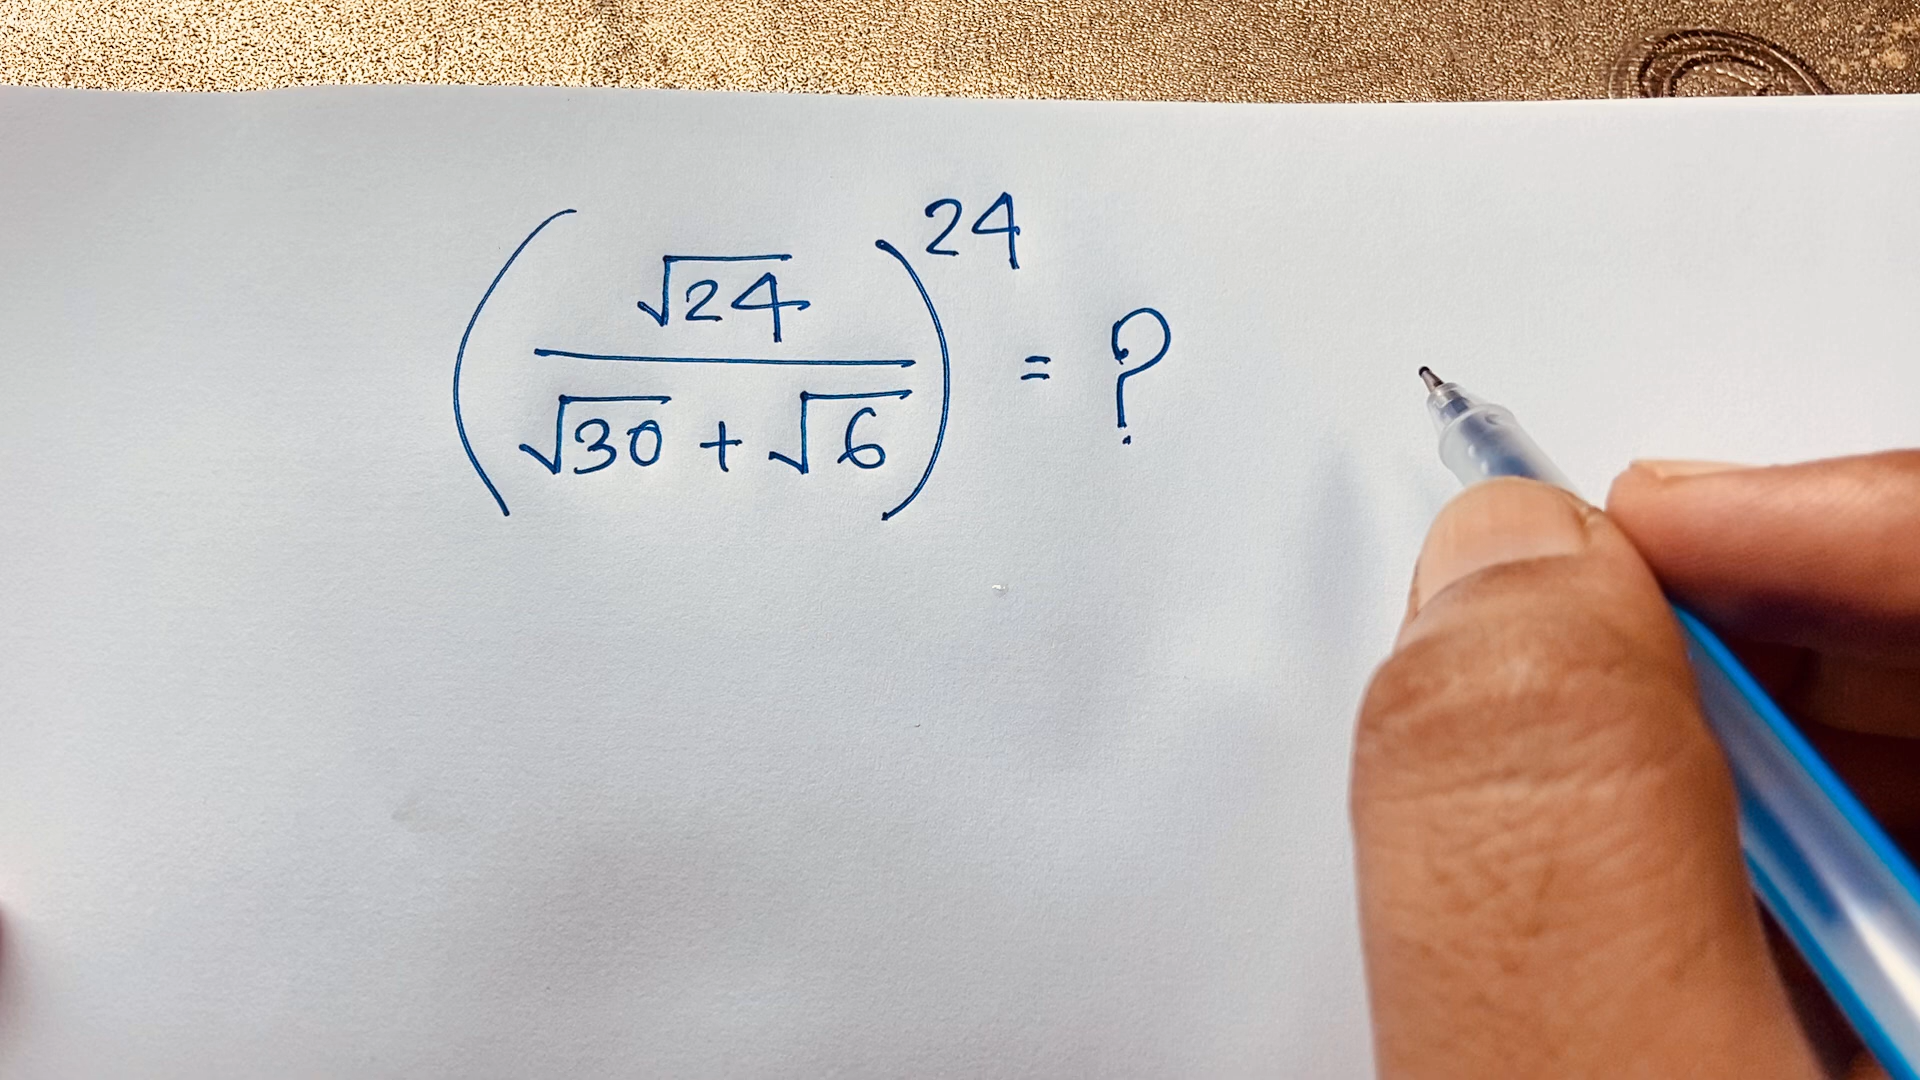 (√24 / (√30 + √6))^24 = ?